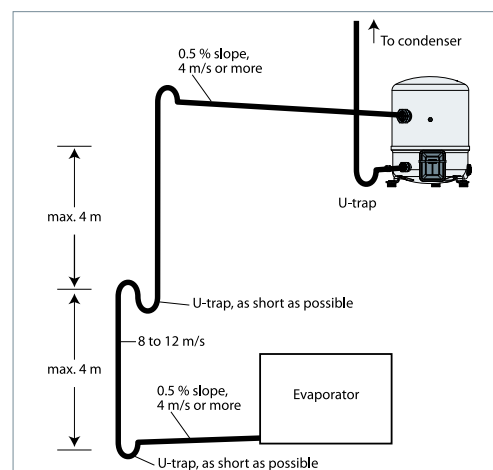 To condenser
0.5 % slope,
4 m/s or more
max. 4 m
U-trap
U-trap, as short as possible
8 to 12 m/s
max. 4 m
0.5 % slope,
4 m/s or more
Evaporator
U-trap, as short as possible